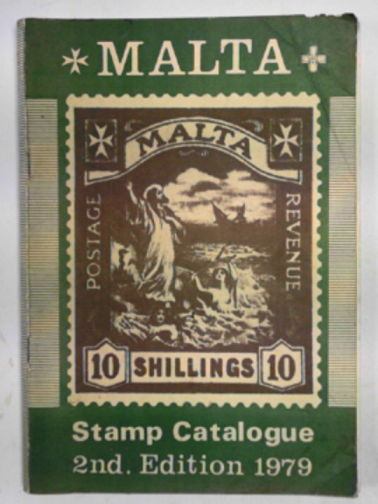 MALTA
MALTA
POSTAGE
REVENUE
10 SHILLINGS 10
Stamp Catalogue
2nd. Edition 1979